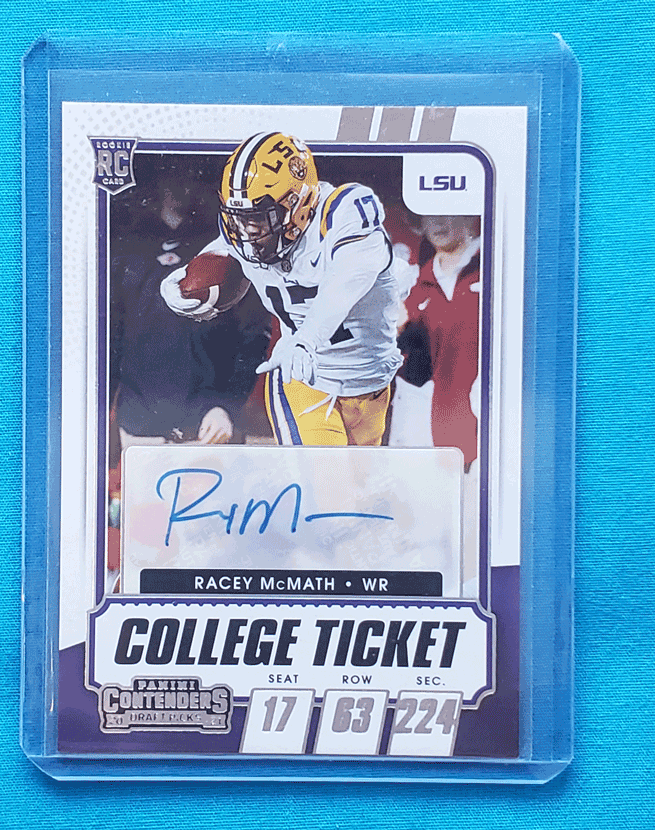 ROOKIE
RC
CARD
LSU
LSU
17
17
RACEY McMATH • WR
COLLEGE TICKET
SEAT ROW SEC.
17 63 224
PANINI
CONTENDERS
DRAFT PICKS